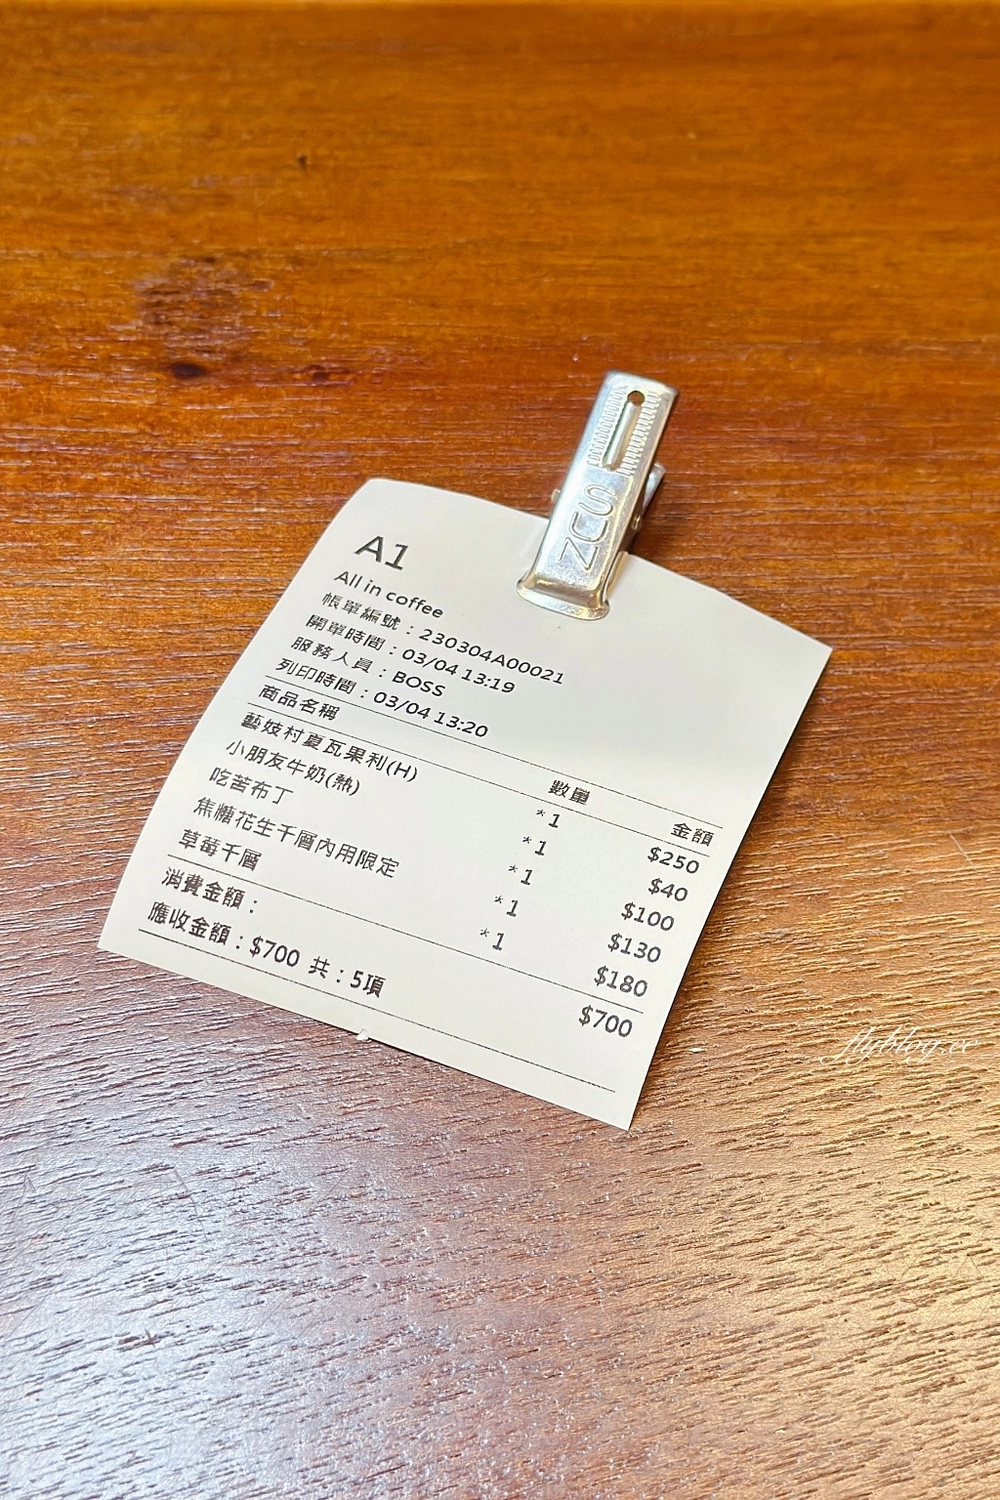 SUN
A1
All in coffee
帳單編號：230304A00021
開單時間：03/04 13:19
服務人員：BOSS
列印時間：03/04 13:20
商品名稱 數量 金額
藝妓村夏瓦果利(H) *1 $250
小朋友牛奶(熱) *1 $40
吃苦布丁 *1 $100
焦糖花生千層內用限定 *1 $130
草莓千層 *1 $180
消費金額： $700
應收金額：$700 共：5項
flyblog.cc